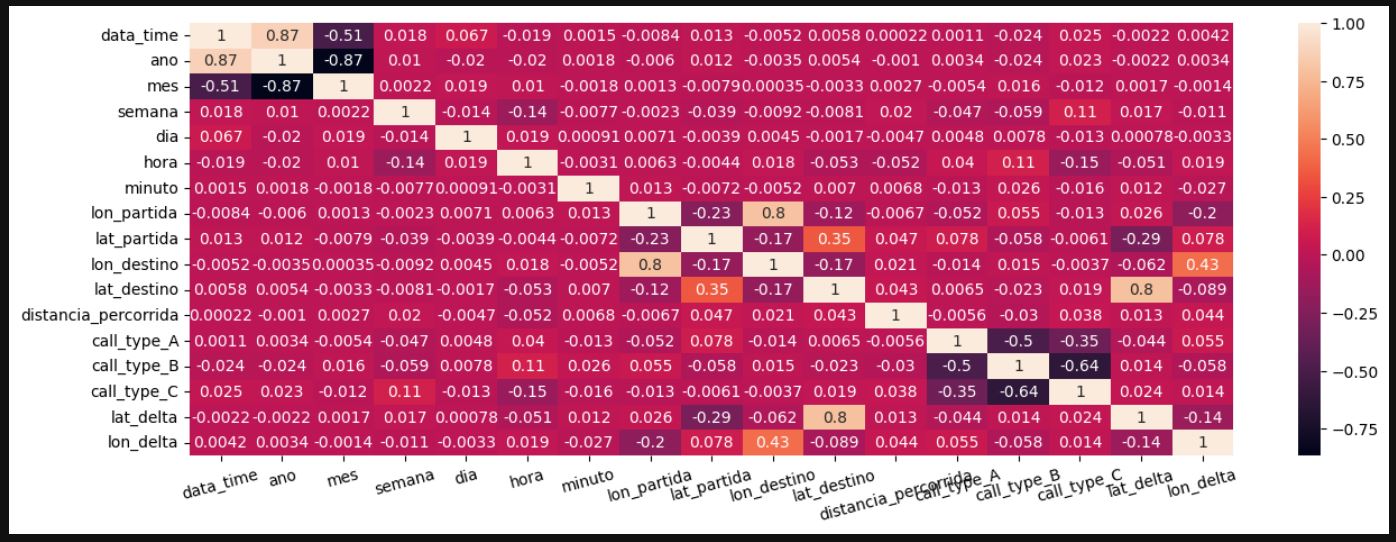 data_time 1 0.87 -0.51 0.018 0.067 -0.019 0.0015 -0.0084 0.013 -0.0052 0.0058 0.00022 0.0011 -0.024 0.025 -0.0022 0.0042
ano 0.87 1 -0.87 0.01 -0.02 -0.02 0.0018 -0.006 0.012 -0.0035 0.0054 -0.001 0.0034 -0.024 0.023 -0.0022 0.0034
mes -0.51 -0.87 1 0.0022 0.019 0.01 -0.0018 0.0013 -0.0079 0.00035 -0.0033 0.0027 -0.0054 0.016 -0.012 0.0017 -0.0014
semana 0.018 0.01 0.0022 1 -0.014 -0.14 -0.0077 -0.0023 -0.039 -0.0092 -0.0081 0.02 -0.047 -0.059 0.11 0.017 -0.011
dia 0.067 -0.02 0.019 -0.014 1 0.019 0.00091 0.0071 -0.0039 0.0045 -0.0017 -0.0047 0.0048 0.0078 -0.013 0.00078 -0.0033
hora -0.019 -0.02 0.01 -0.14 0.019 1 -0.0031 0.0063 -0.0044 0.018 -0.053 -0.052 0.04 0.11 -0.15 -0.051 0.019
minuto 0.0015 0.0018 -0.0018 -0.0077 0.00091 -0.0031 1 0.013 -0.0072 -0.0052 0.007 0.0068 -0.013 0.026 -0.016 0.012 -0.027
lon_partida -0.0084 -0.006 0.0013 -0.0023 0.0071 0.0063 0.013 1 -0.23 0.8 -0.12 -0.0067 -0.052 0.055 -0.013 0.026 -0.2
lat_partida 0.013 0.012 -0.0079 -0.039 -0.0039 -0.0044 -0.0072 -0.23 1 -0.17 0.35 0.047 0.078 -0.058 -0.0061 -0.29 0.078
lon_destino -0.0052 -0.0035 0.00035 -0.0092 0.0045 0.018 -0.0052 0.8 -0.17 1 -0.17 0.021 -0.014 0.015 -0.0037 -0.062 0.43
lat_destino 0.0058 0.0054 -0.0033 -0.0081 -0.0017 -0.053 0.007 -0.12 0.35 -0.17 1 0.043 0.0065 -0.023 0.019 0.8 -0.089
distancia_percorrida 0.00022 -0.001 0.0027 0.02 -0.0047 -0.052 0.0068 -0.0067 0.047 0.021 0.043 1 -0.0056 -0.03 0.038 0.013 0.044
call_type_A 0.0011 0.0034 -0.0054 -0.047 0.0048 0.04 -0.013 -0.052 0.078 -0.014 0.0065 -0.0056 1 -0.5 -0.35 -0.044 0.055
call_type_B -0.024 -0.024 0.016 -0.059 0.0078 0.11 0.026 0.055 -0.058 0.015 -0.023 -0.03 -0.5 1 -0.64 0.014 -0.058
call_type_C 0.025 0.023 -0.012 0.11 -0.013 -0.15 -0.016 -0.013 -0.0061 -0.0037 0.019 0.038 -0.35 -0.64 1 0.024 0.014
lat_delta -0.0022 -0.0022 0.0017 0.017 0.00078 -0.051 0.012 0.026 -0.29 -0.062 0.8 0.013 -0.044 0.014 0.024 1 -0.14
lon_delta 0.0042 0.0034 -0.0014 -0.011 -0.0033 0.019 -0.027 -0.2 0.078 0.43 -0.089 0.044 0.055 -0.058 0.014 -0.14 1
data_time ano mes semana dia hora minuto lon_partida lat_partida lon_destino lat_destino distancia_percorrida call_type_A call_type_B call_type_C lat_delta lon_delta
1.00
0.75
0.50
0.25
0.00
−0.25
−0.50
−0.75